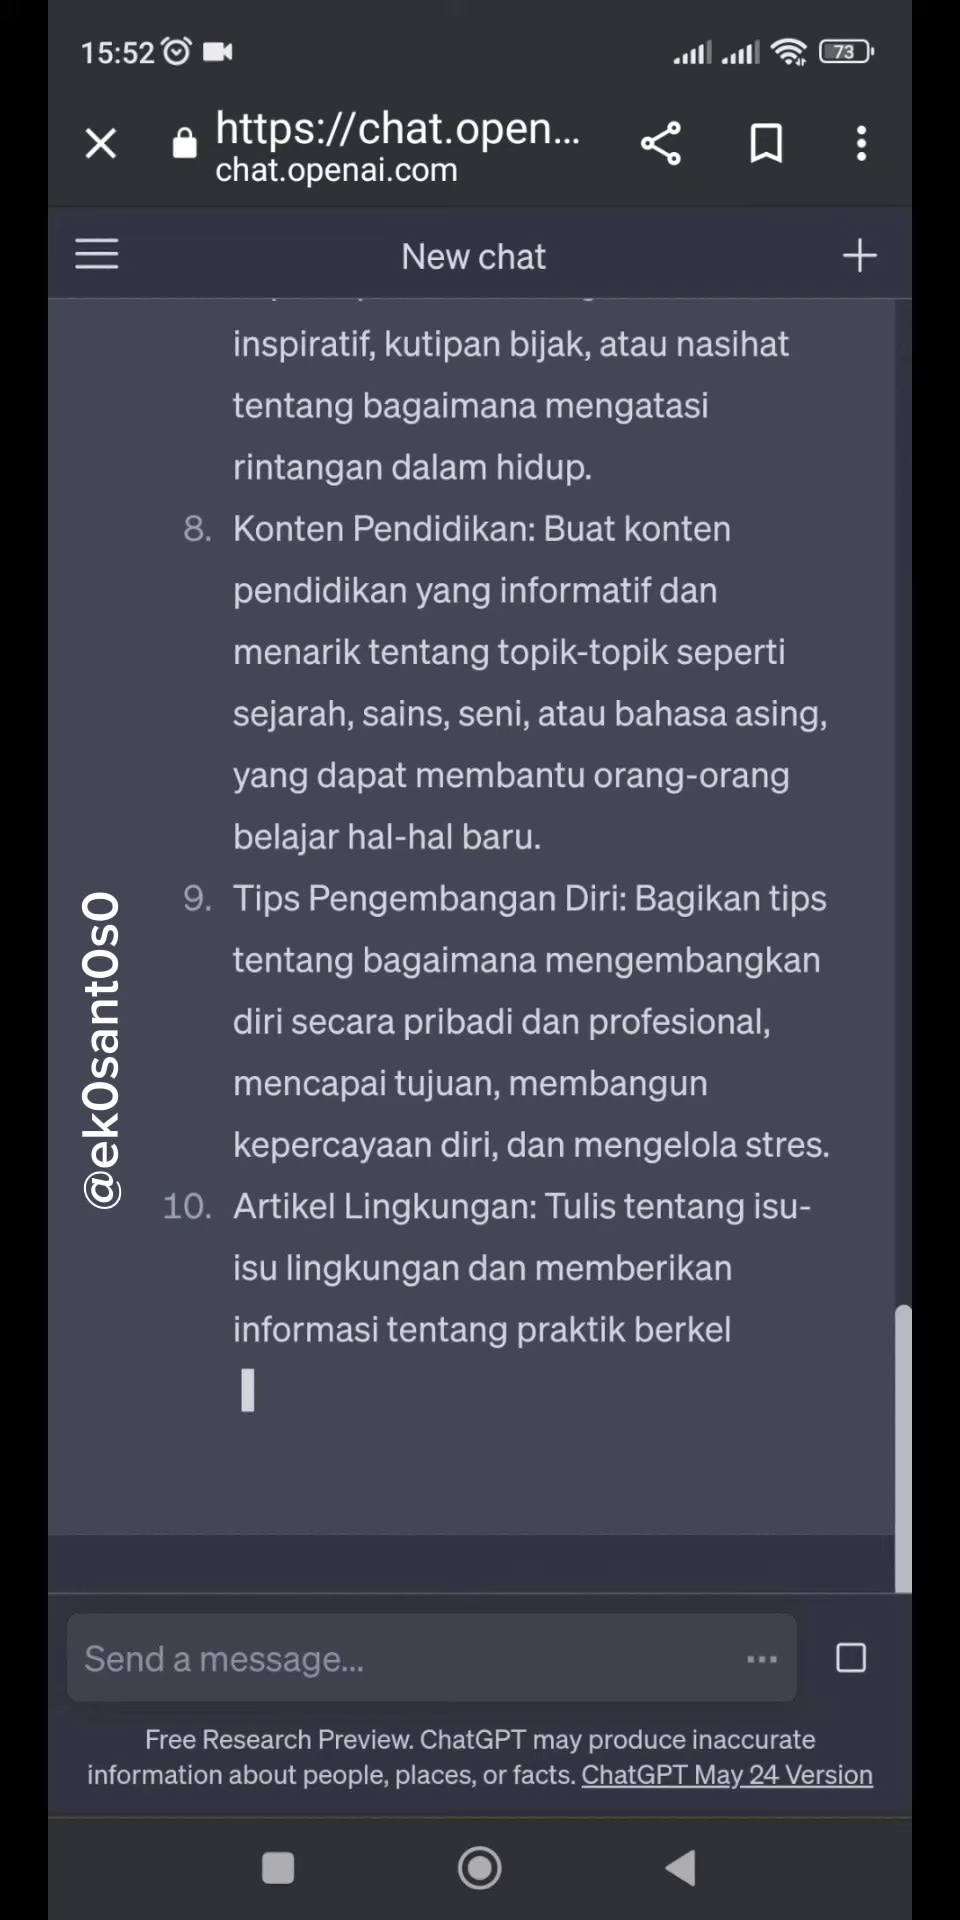 15:52
73
https://chat.open...
chat.openai.com
New chat
inspiratif, kutipan bijak, atau nasihat
tentang bagaimana mengatasi
rintangan dalam hidup.
8. Konten Pendidikan: Buat konten
pendidikan yang informatif dan
menarik tentang topik-topik seperti
sejarah, sains, seni, atau bahasa asing,
yang dapat membantu orang-orang
belajar hal-hal baru.
9. Tips Pengembangan Diri: Bagikan tips
tentang bagaimana mengembangkan
diri secara pribadi dan profesional,
mencapai tujuan, membangun
kepercayaan diri, dan mengelola stres.
10. Artikel Lingkungan: Tulis tentang isu-
isu lingkungan dan memberikan
informasi tentang praktik berkel
@ek0sant0s0
Send a message...
Free Research Preview. ChatGPT may produce inaccurate
information about people, places, or facts. ChatGPT May 24 Version